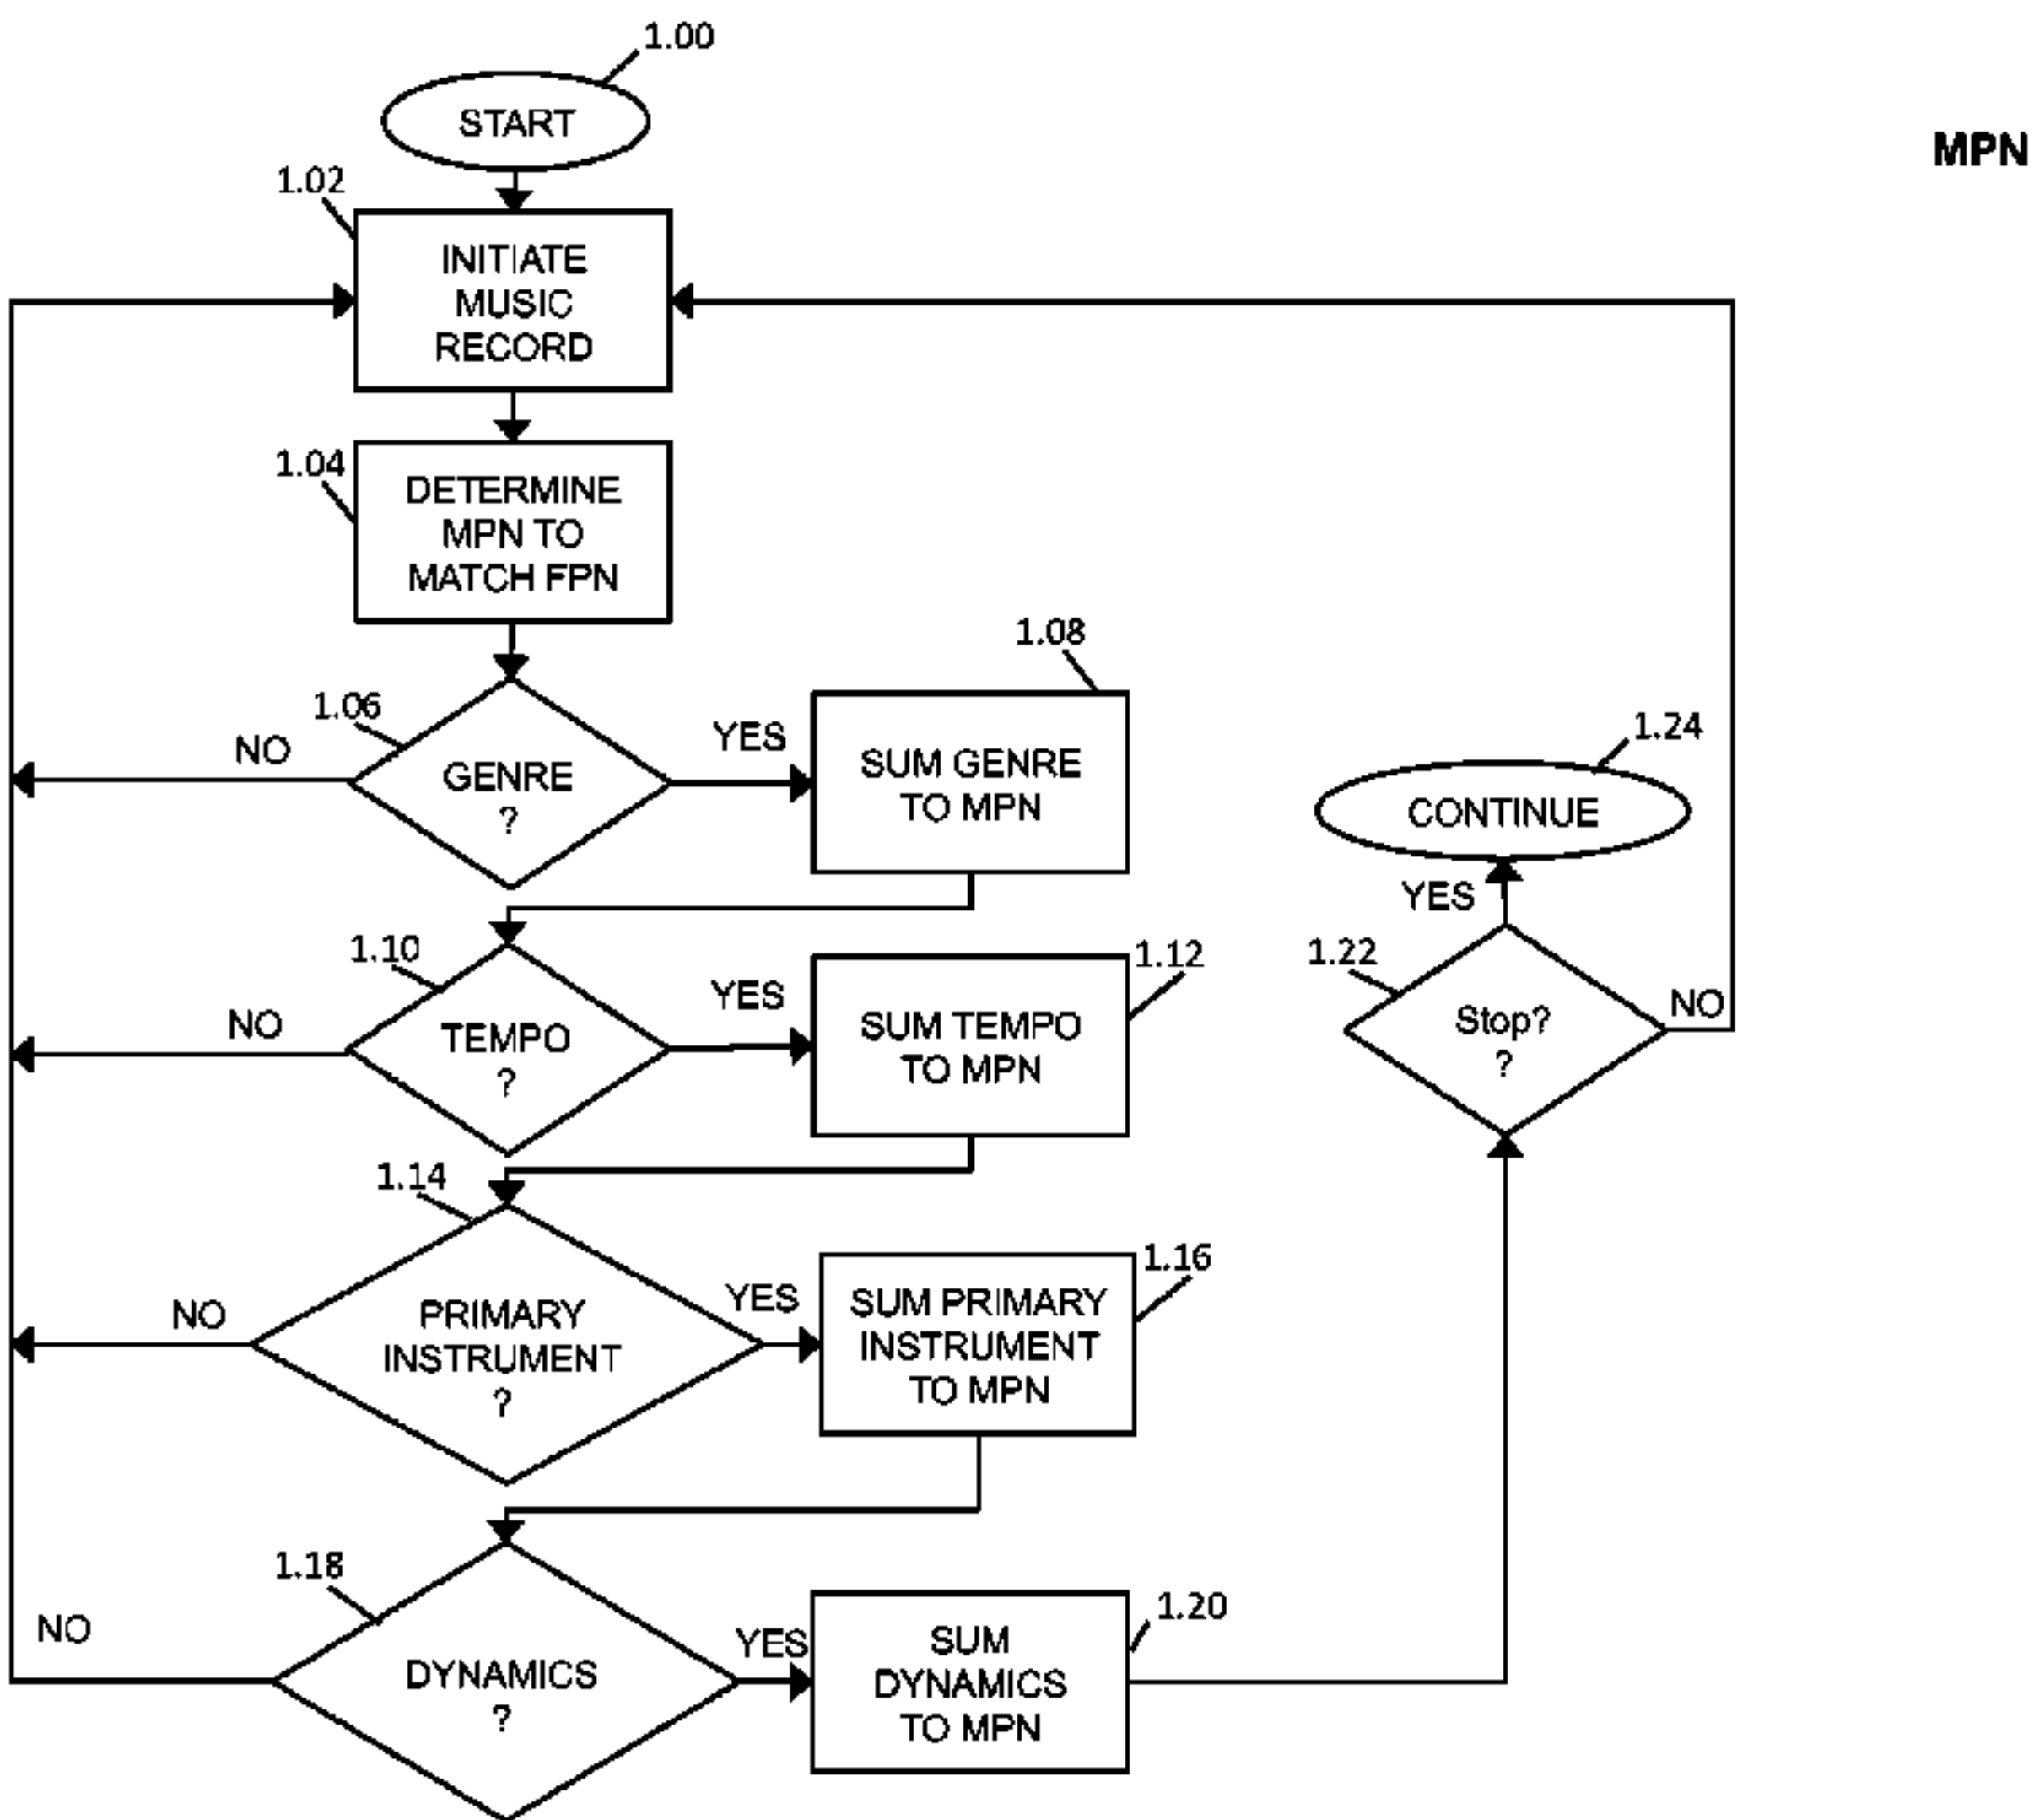 1.00
START
MPN
1.02
INITIATE
MUSIC
RECORD
1.04
DETERMINE
MPN TO
MATCH FPN
1.06
NO
GENRE
?
YES
1.08
SUM GENRE
TO MPN
1.10
NO
TEMPO
?
YES
1.12
SUM TEMPO
TO MPN
1.14
NO
PRIMARY
INSTRUMENT
?
YES
1.16
SUM PRIMARY
INSTRUMENT
TO MPN
1.18
NO
DYNAMICS
?
YES
1.20
SUM
DYNAMICS
TO MPN
1.22
Stop?
?
NO
YES
1.24
CONTINUE